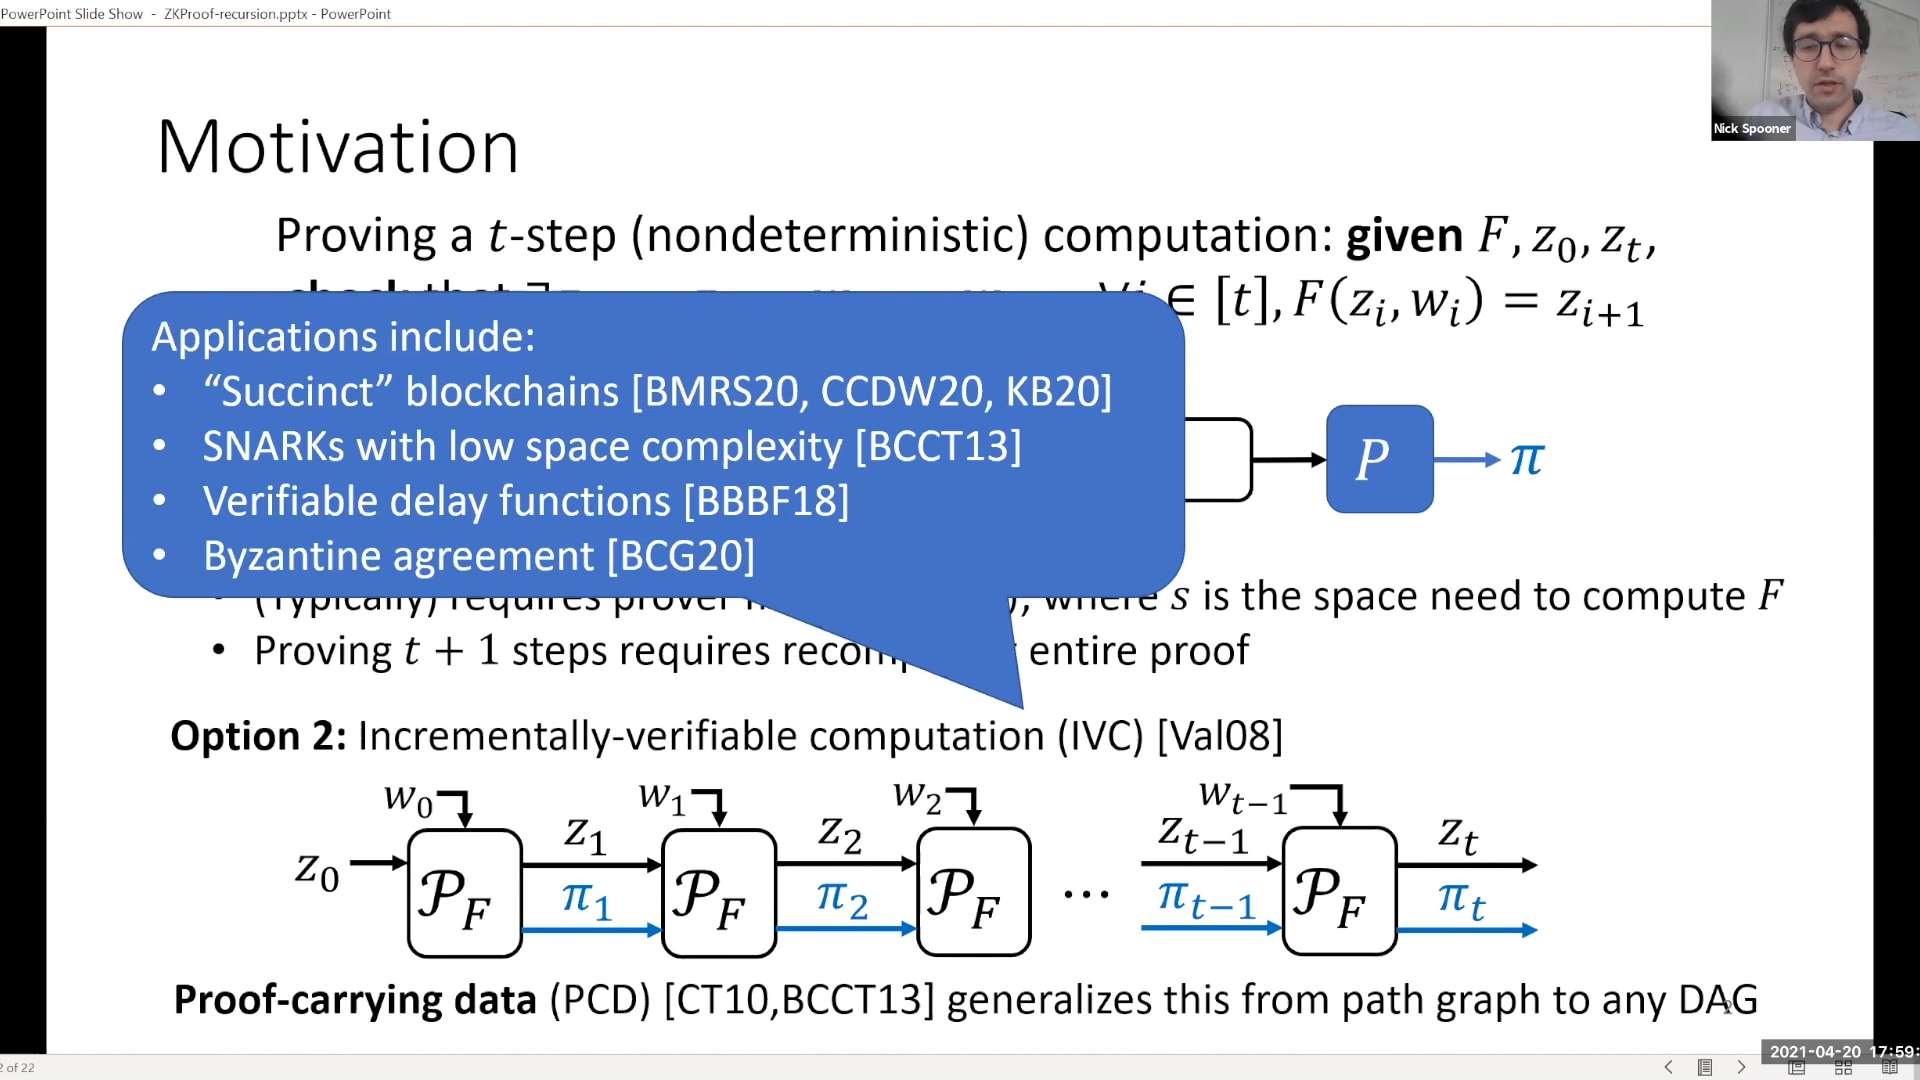 PowerPoint Slide Show - ZKProof-recursion.pptx - PowerPoint
Nick Spooner
Motivation
Proving a t-step (nondeterministic) computation: given F, z₀, zₜ,
∈ [t], F(zᵢ, wᵢ) = zᵢ₊₁
Applications include:
• “Succinct” blockchains [BMRS20, CCDW20, KB20]
• SNARKs with low space complexity [BCCT13]
• Verifiable delay functions [BBBF18]
• Byzantine agreement [BCG20]
P π
• (Typically) requires prover where s is the space need to compute F
• Proving t + 1 steps requires entire proof
Option 2: Incrementally-verifiable computation (IVC) [Val08]
w₀ w₁ w₂ wₜ₋₁
z₁ z₂ zₜ₋₁ zₜ
z₀ 𝒫_F 𝒫_F 𝒫_F … 𝒫_F
π₁ π₂ πₜ₋₁ πₜ
Proof-carrying data (PCD) [CT10,BCCT13] generalizes this from path graph to any DAG
2
2021-04-20 17:59:
2 of 22